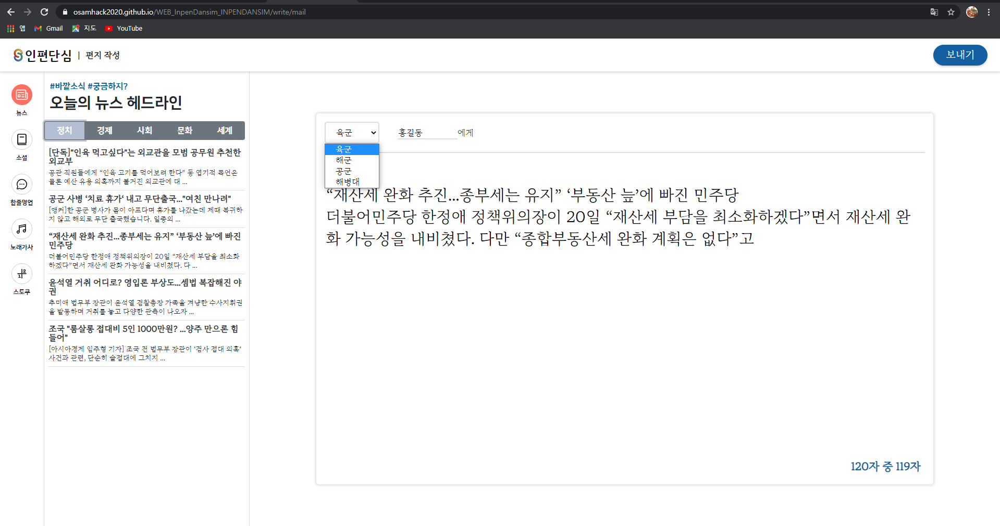 osamhack2020.github.io/WEB_InpenDansim_INPENDANSIM/write/mail
앱 Gmail 지도 YouTube
인편단심 | 편지 작성
보내기
뉴스
소설
한줄명언
노래가사
스도쿠
#바깥소식 #궁금하지?
오늘의 뉴스 헤드라인
정치 경제 사회 문화 세계
[단독]"인육 먹고싶다"는 외교관을 모범 공무원 추천한
외교부
공관 직원들에게 “인육 고기를 먹어보려 한다” 등 엽기적 폭언은
물론 예산 유용 의혹까지 불거진 외교관에 대 ...
공군 사병 ‘치료 휴가‘ 내고 무단출국..."여친 만나려"
[앵커]한 공군 병사가 몸이 아프다며 휴가를 나갔는데 제때 복귀하
지 않고 해외로 무단 출국했습니다. 일종의 ...
“재산세 완화 추진...종부세는 유지” ‘부동산 늪’에 빠진
민주당
더불어민주당 한정애 정책위의장이 20일 “재산세 부담을 최소화
하겠다”면서 재산세 완화 가능성을 내비쳤다. 다 ...
윤석열 거취 어디로? 영입론 부상도...셈법 복잡해진 야
권
추미애 법무부 장관이 윤석열 검찰총장 가족을 겨냥한 수사지휘권
을 발동하며 거취를 놓고 다양한 관측이 나오자 ...
조국 "룸살롱 접대비 5인 1000만원? ...양주 만으론 힘
들어"
[아시아경제 임주형 기자] 조국 전 법무부 장관이 ‘검사 접대 의혹‘
사건과 관련, 단순히 술접대에 그치지 ...
육군 홍길동 에게
육군
해군
공군
해병대
“재산세 완화 추진...종부세는 유지” ‘부동산 늪’에 빠진 민주당
더불어민주당 한정애 정책위의장이 20일 “재산세 부담을 최소화하겠다”면서 재산세 완
화 가능성을 내비쳤다. 다만 “종합부동산세 완화 계획은 없다”고
120자 중 119자